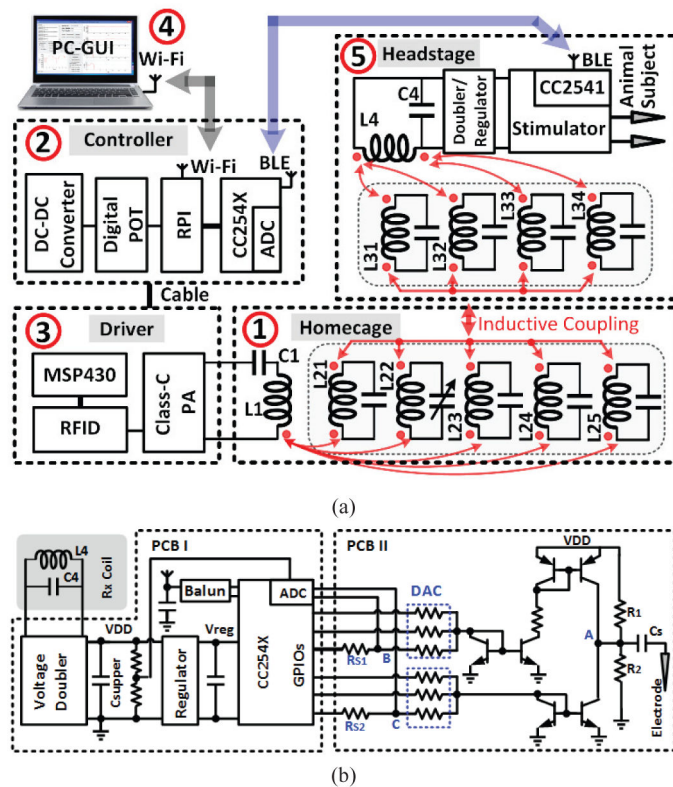 4
PC-GUI
Wi-Fi
5 Headstage
BLE
CC2541
Stimulator
Animal
Subject
C4
L4
Doubler/
Regulator
2 Controller
Wi-Fi
BLE
DC-DC
Converter
Digital
POT
RPI
CC254X
ADC
L31
L32
L33
L34
Cable
3 Driver
1 Homecage
Inductive Coupling
MSP430
RFID
Class-C
PA
C1
L1
L21
L22
L23
L24
L25
(a)
L4
C4
Rx Coil
PCB I
PCB II
VDD
Balun
ADC
DAC
VDD
Vreg
CC254X
GPIOs
Voltage
Doubler
Csupper
Regulator
RS1
B
RS2
C
A
R1
R2
Cs
Electrode
(b)